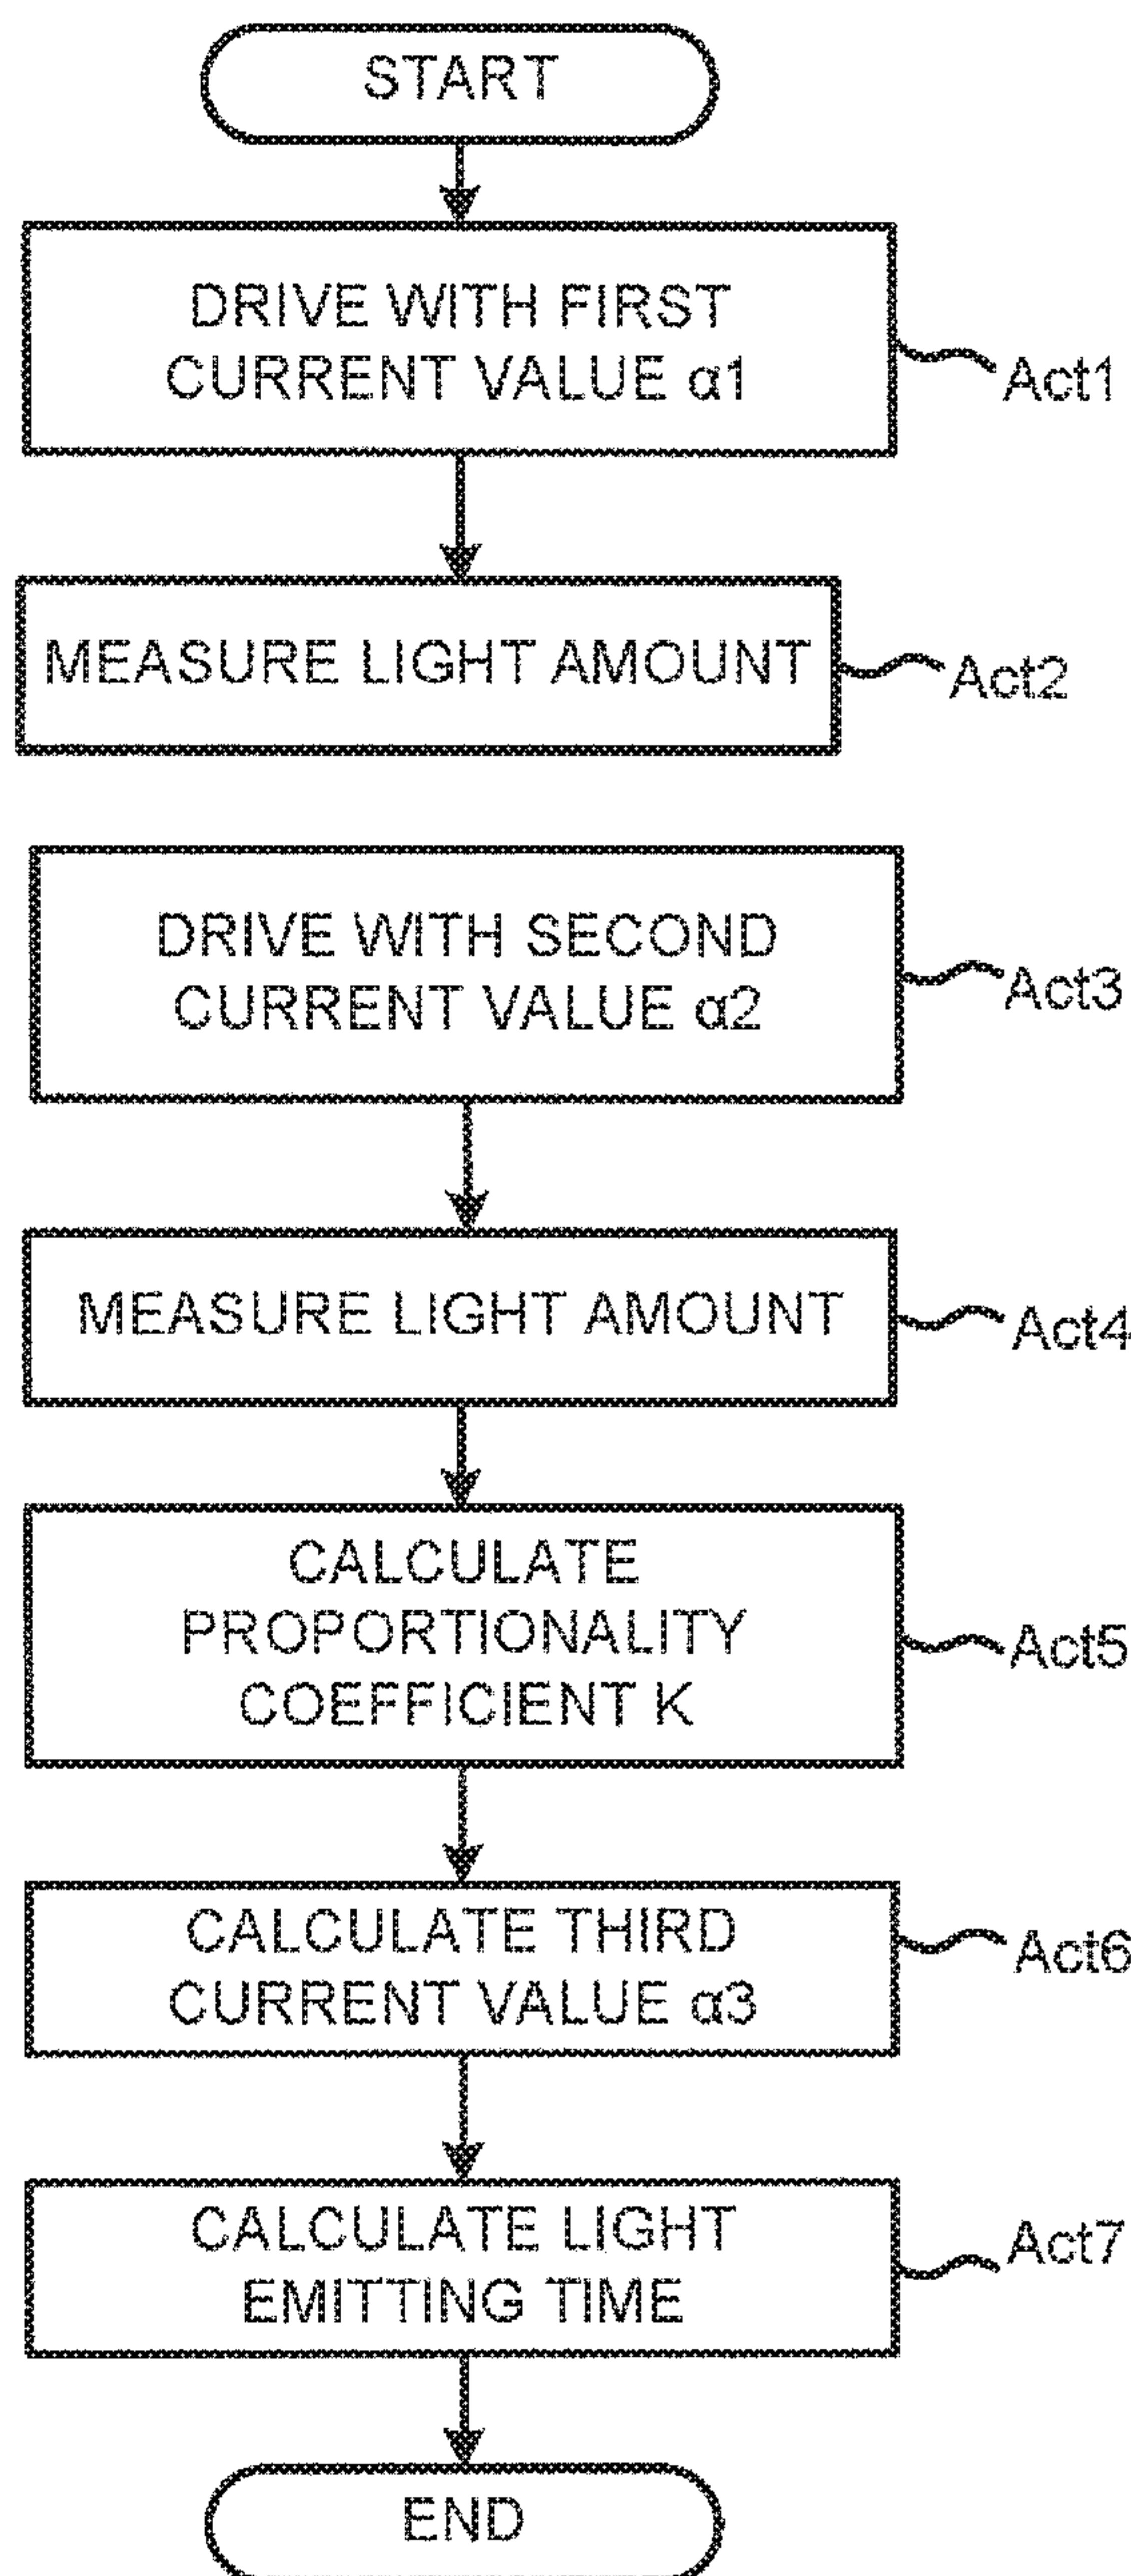 START
DRIVE WITH FIRST
CURRENT VALUE α1
Act1
MEASURE LIGHT AMOUNT
Act2
DRIVE WITH SECOND
CURRENT VALUE α2
Act3
MEASURE LIGHT AMOUNT
Act4
CALCULATE
PROPORTIONALITY
COEFFICIENT K
Act5
CALCULATE THIRD
CURRENT VALUE α3
Act6
CALCULATE LIGHT
EMITTING TIME
Act7
END